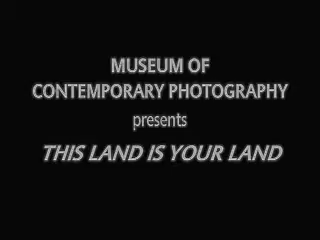 MUSEUM OF
CONTEMPORARY PHOTOGRAPHY
presents
THIS LAND IS YOUR LAND